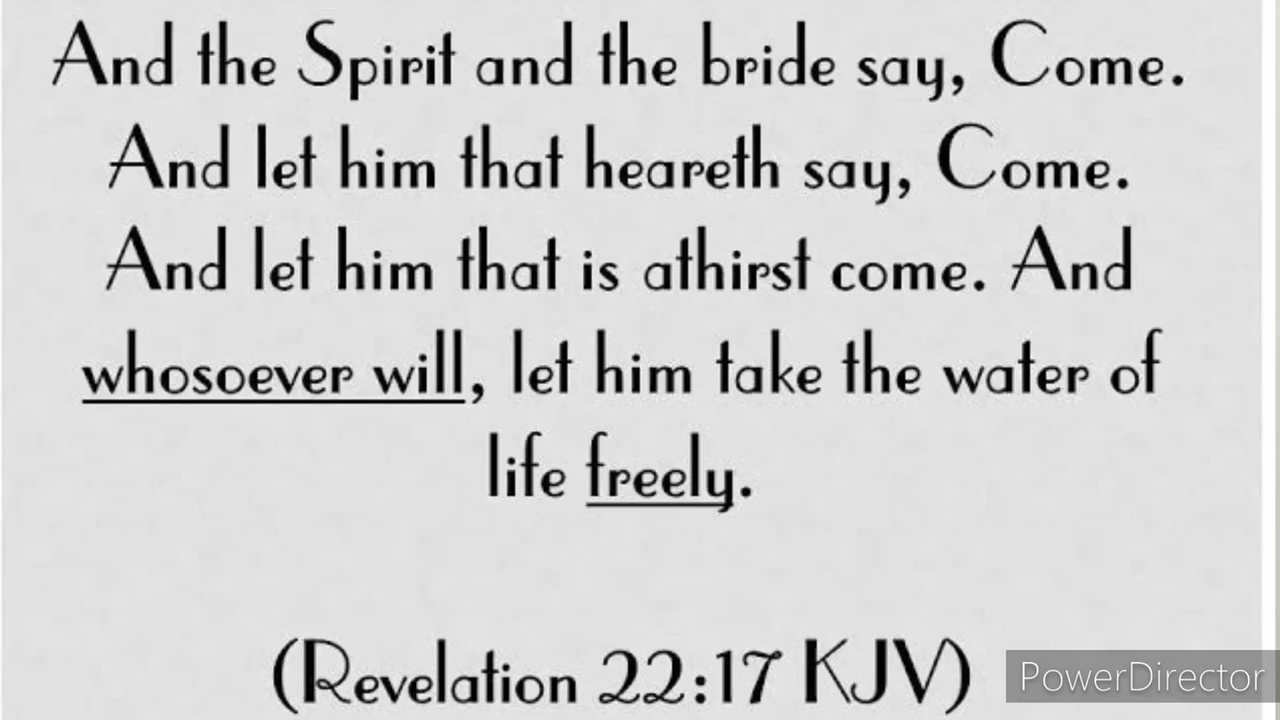 And the Spirit and the bride say, Come.
And let him that heareth say, Come.
And let him that is athirst come. And
whosoever will, let him take the water of
life freely.
(Revelation 22:17 KJV)
PowerDirector